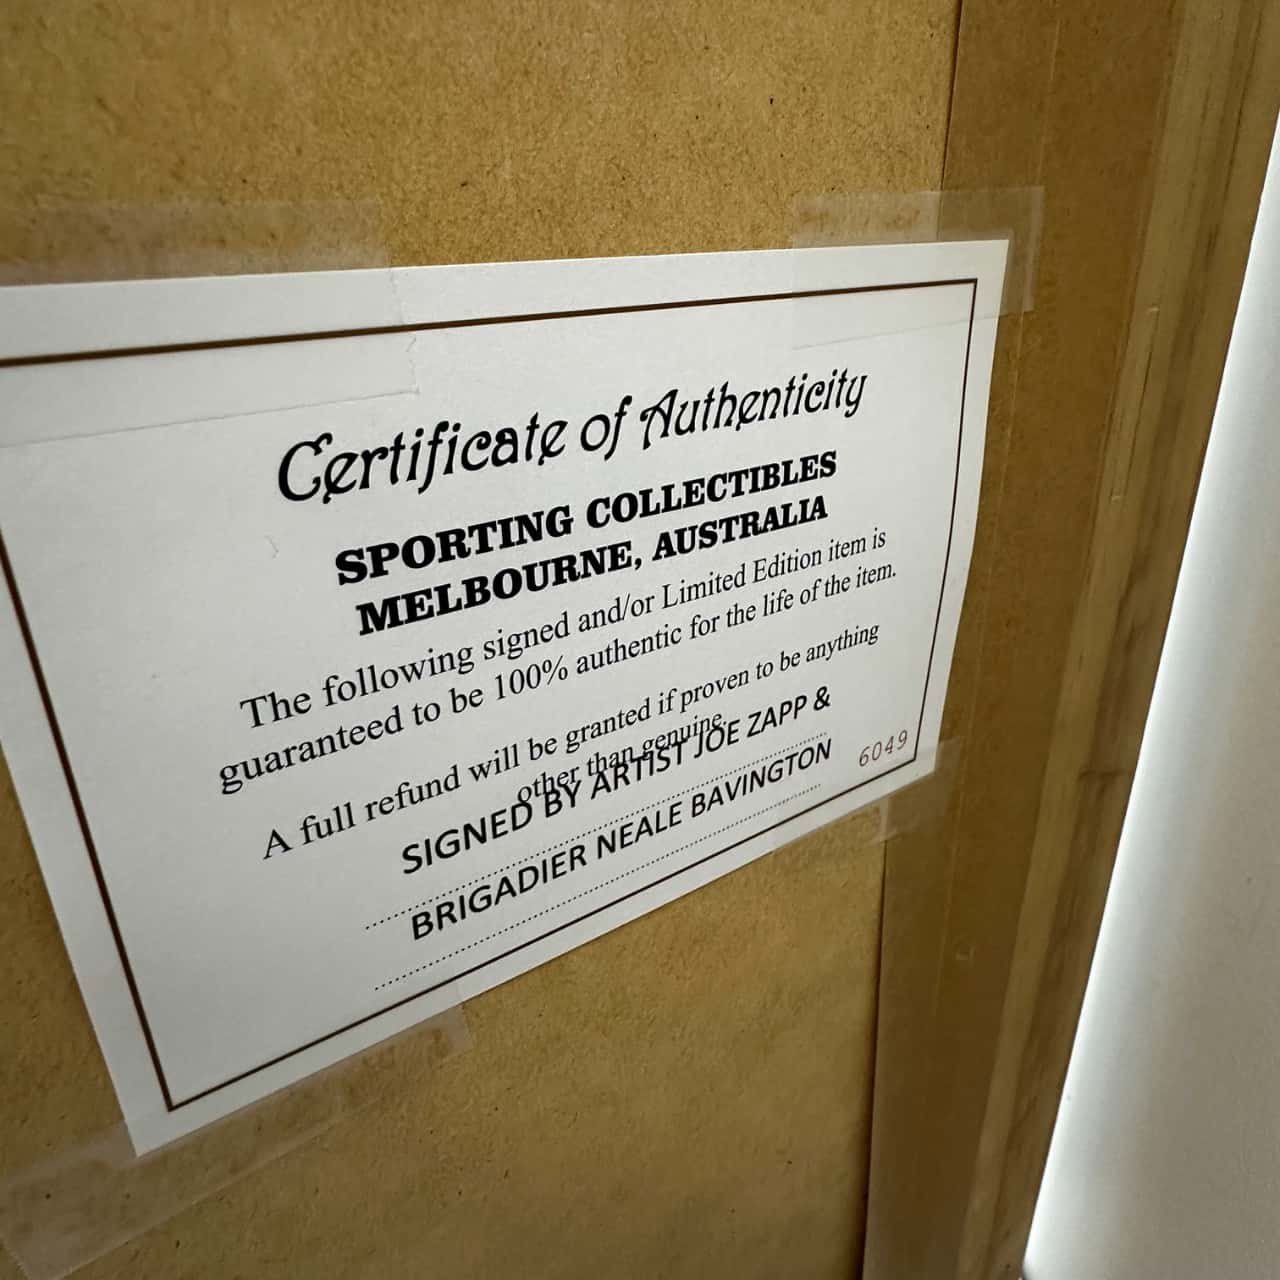 Certificate of Authenticity
SPORTING COLLECTIBLES
MELBOURNE, AUSTRALIA
The following signed and/or Limited Edition item is
guaranteed to be 100% authentic for the life of the item.
A full refund will be granted if proven to be anything
other than genuine.
SIGNED BY ARTIST JOE ZAPP &
BRIGADIER NEALE BAVINGTON
6049